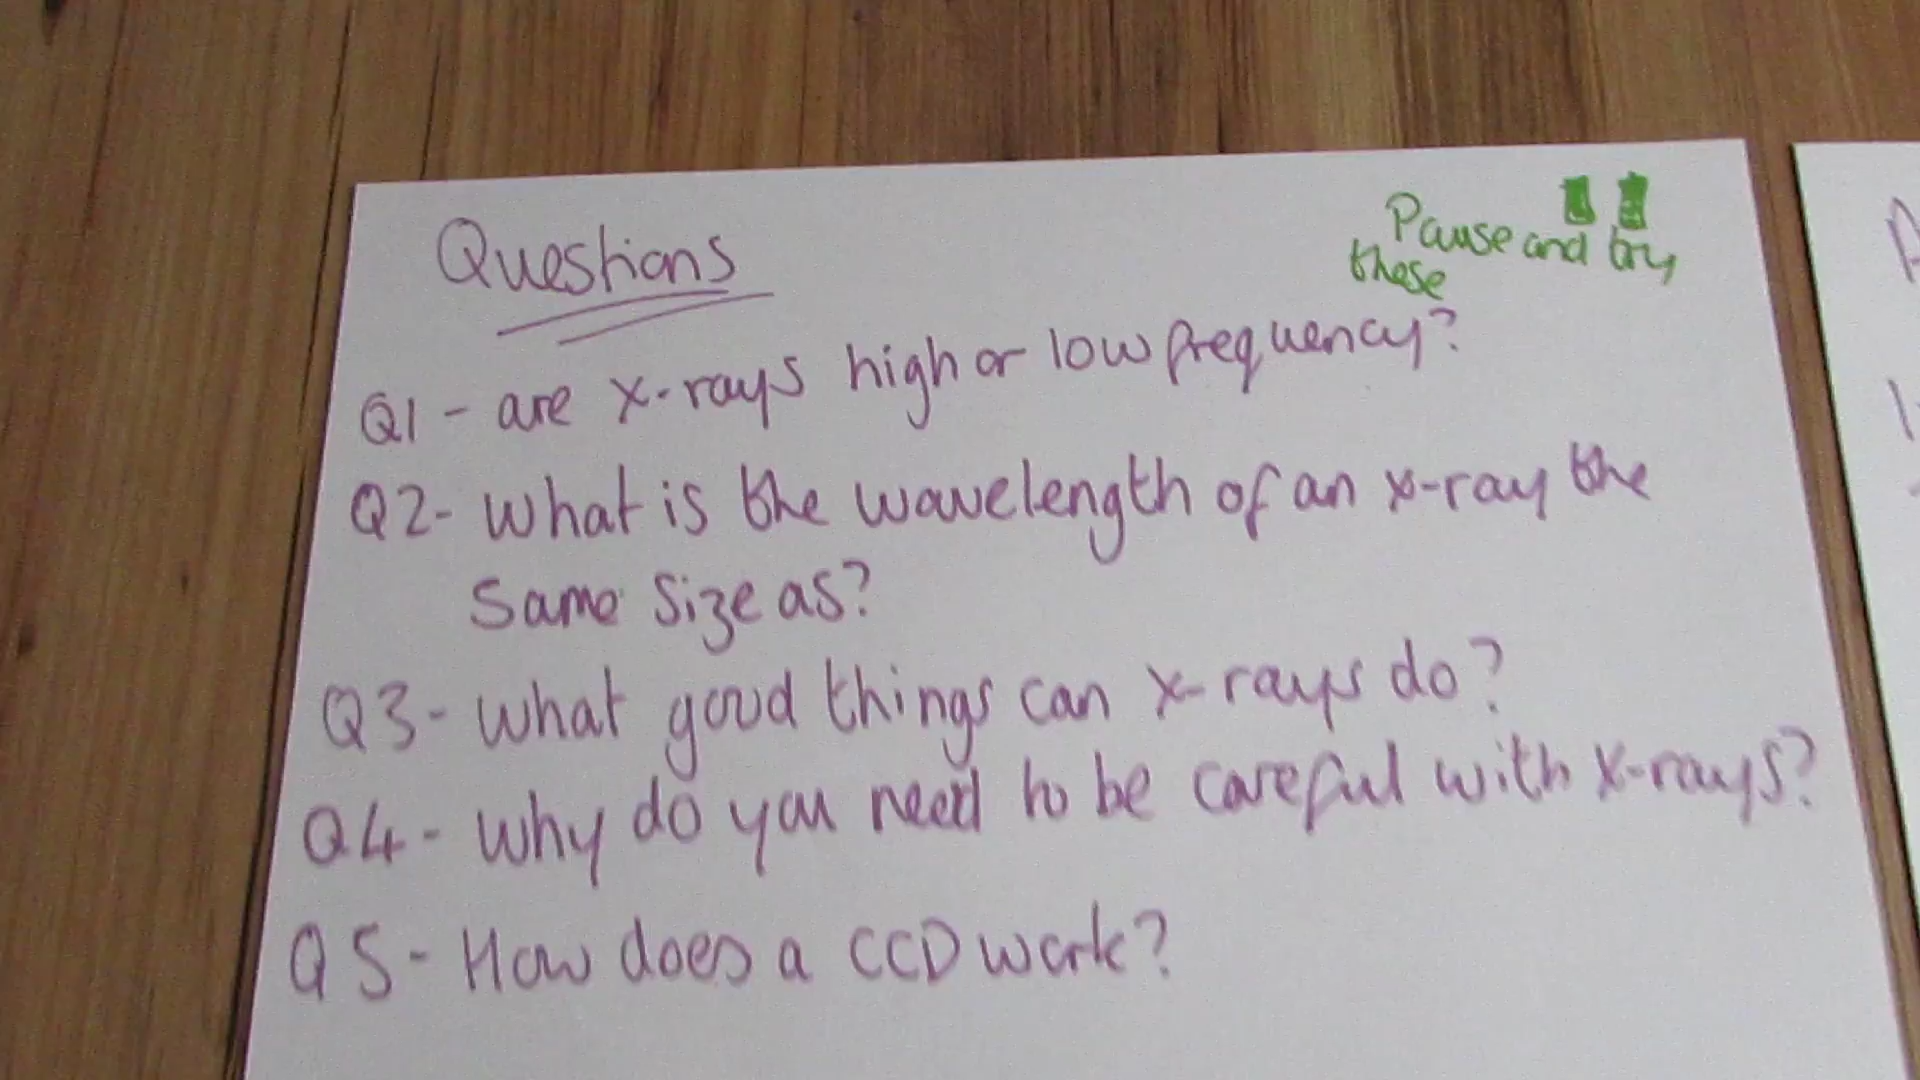 Questions
Pause and try
these
Q1 - are x-rays high or low frequency?
Q2 - What is the wavelength of an x-ray the
same size as?
Q3 - What good things can x-rays do?
Q4 - Why do you need to be careful with x-rays?
Q5 - How does a CCD work?